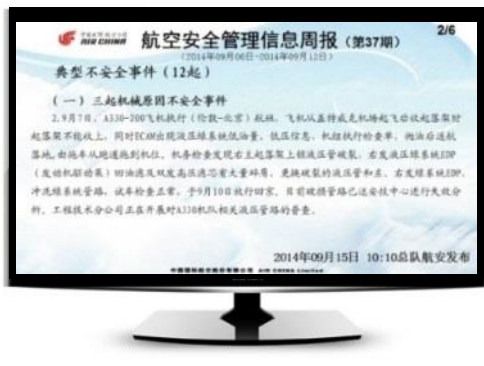 AIR CHINA
航空安全管理信息周报（第37期）
2/6
(2014年09月06日-2014年09月12日)
典型不安全事件（12起）
（一）三起机械原因不安全事件
2.9月7日，A330-200飞机执行（伦敦-北京）航班，飞机从盖特威克机场起飞后收起落架时
起落架不能收上，同时ECAM出现液压绿系统低油量、低压信息。机组执行检查单，抛油后返航
落地，由拖车从跑道拖到机位。机务检查发现右主起落架上锁液压管破裂，右发液压绿系统EDP
（发动机驱动泵）回油滤及双发高压滤芯有大量碎屑。更换破裂的液压管和主、右发绿系统EDP，
冲洗绿系统管路，试车检查正常，于9月10日放行回京。目前破损管路已送安技中心进行失效分
析，工程技术分公司正在开展对A330机队相关液压管路的普查。
2014年09月15日 10:10总队航安发布
中国国际航空股份有限公司 AIR CHINA Limited